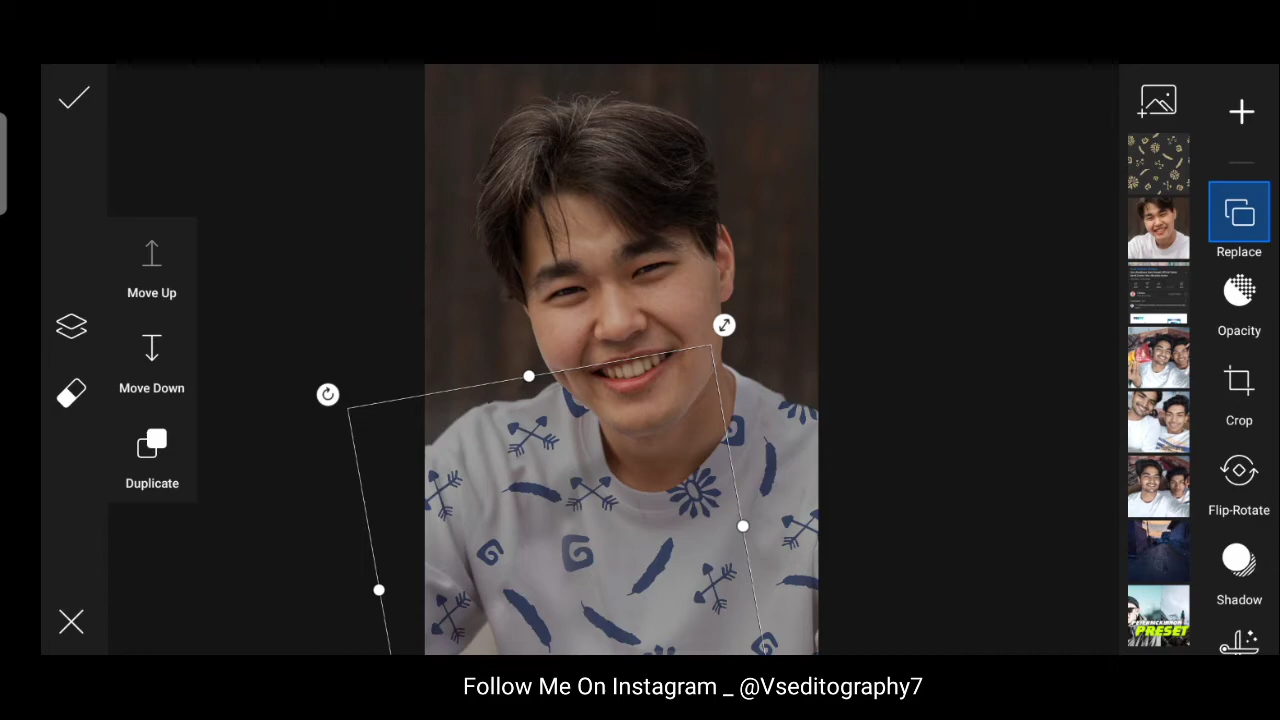 Move Up
Move Down
Duplicate
Replace
Opacity
Crop
Flip-Rotate
Shadow
PRESET
Follow Me On Instagram _ @Vseditography7